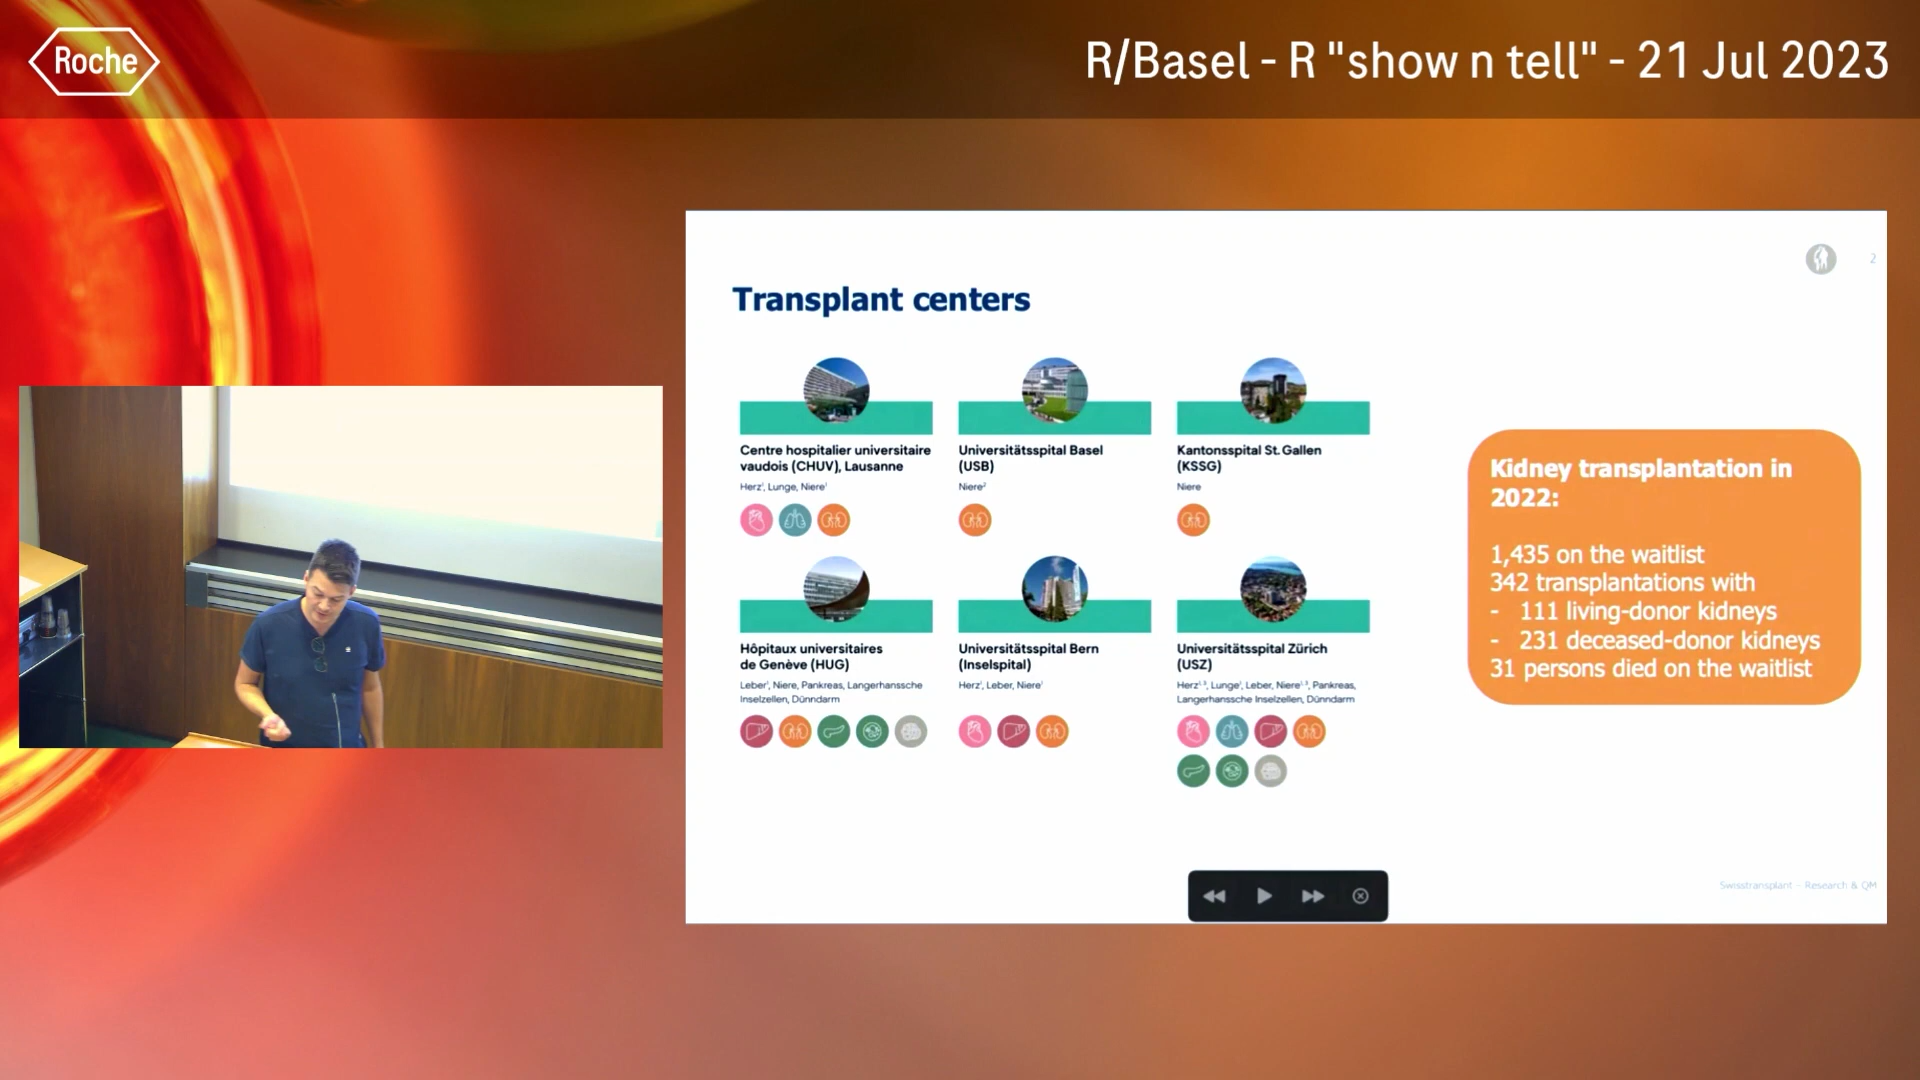 Roche
R/Basel - R "show n tell" - 21 Jul 2023
2
Transplant centers
Centre hospitalier universitaire
vaudois (CHUV), Lausanne
Herz¹, Lunge, Niere¹
Universitätsspital Basel
(USB)
Niere²
Kantonsspital St. Gallen
(KSSG)
Niere
Hôpitaux universitaires
de Genève (HUG)
Leber¹, Niere, Pankreas, Langerhanssche
Inselzellen, Dünndarm
Universitätsspital Bern
(Inselspital)
Herz¹, Leber, Niere¹
Universitätsspital Zürich
(USZ)
Herz¹˒³, Lunge¹, Leber, Niere¹˒³, Pankreas,
Langerhanssche Inselzellen, Dünndarm
Kidney transplantation in
2022:
1,435 on the waitlist
342 transplantations with
- 111 living-donor kidneys
- 231 deceased-donor kidneys
31 persons died on the waitlist
Swisstransplant – Research & QM